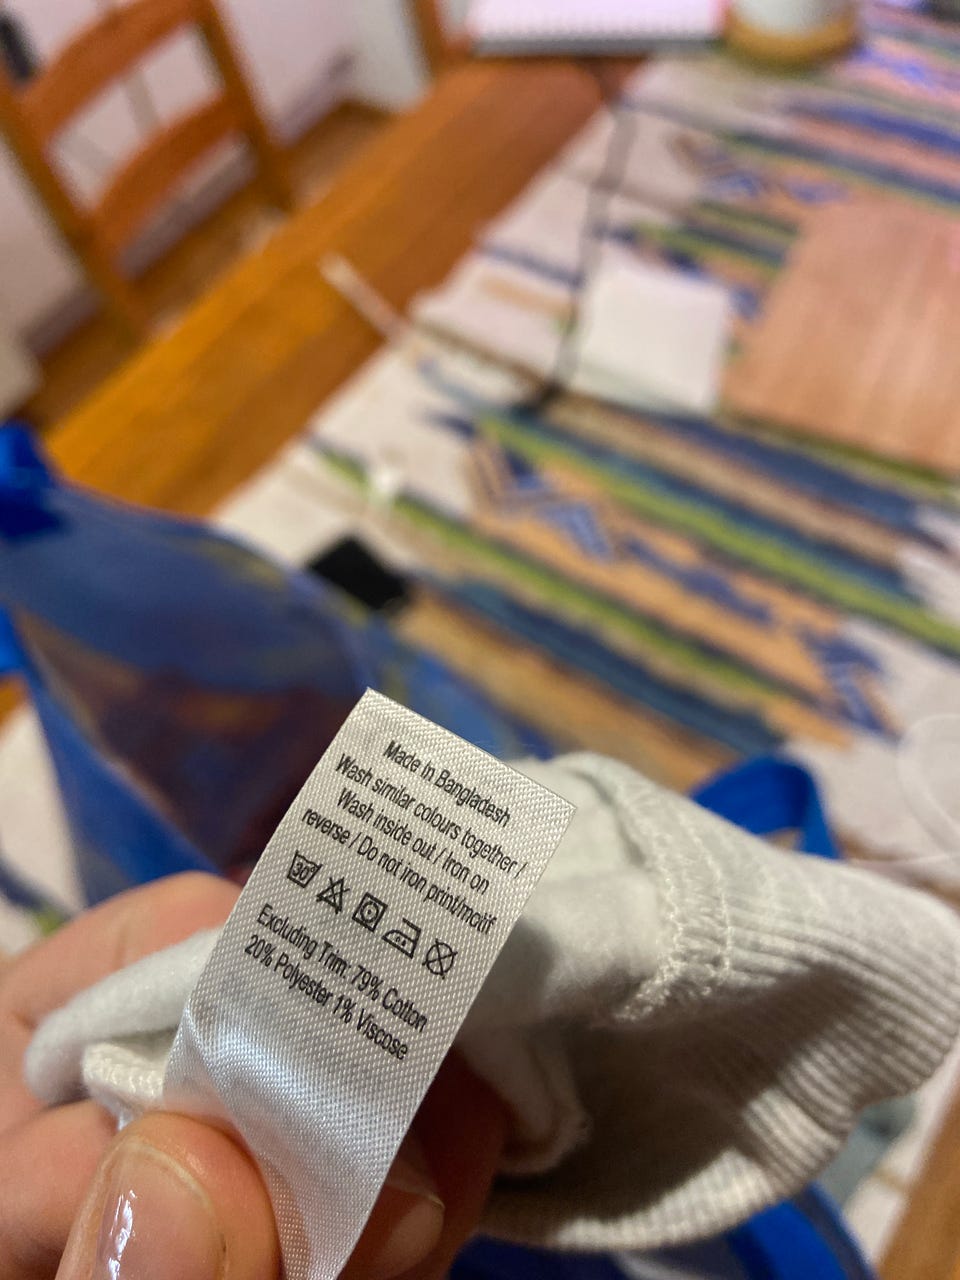 Made in Bangladesh
Wash similar colours together /
Wash inside out / Iron on
reverse / Do not iron print/motif
30
Excluding Trim. 79% Cotton
20% Polyester 1% Viscose